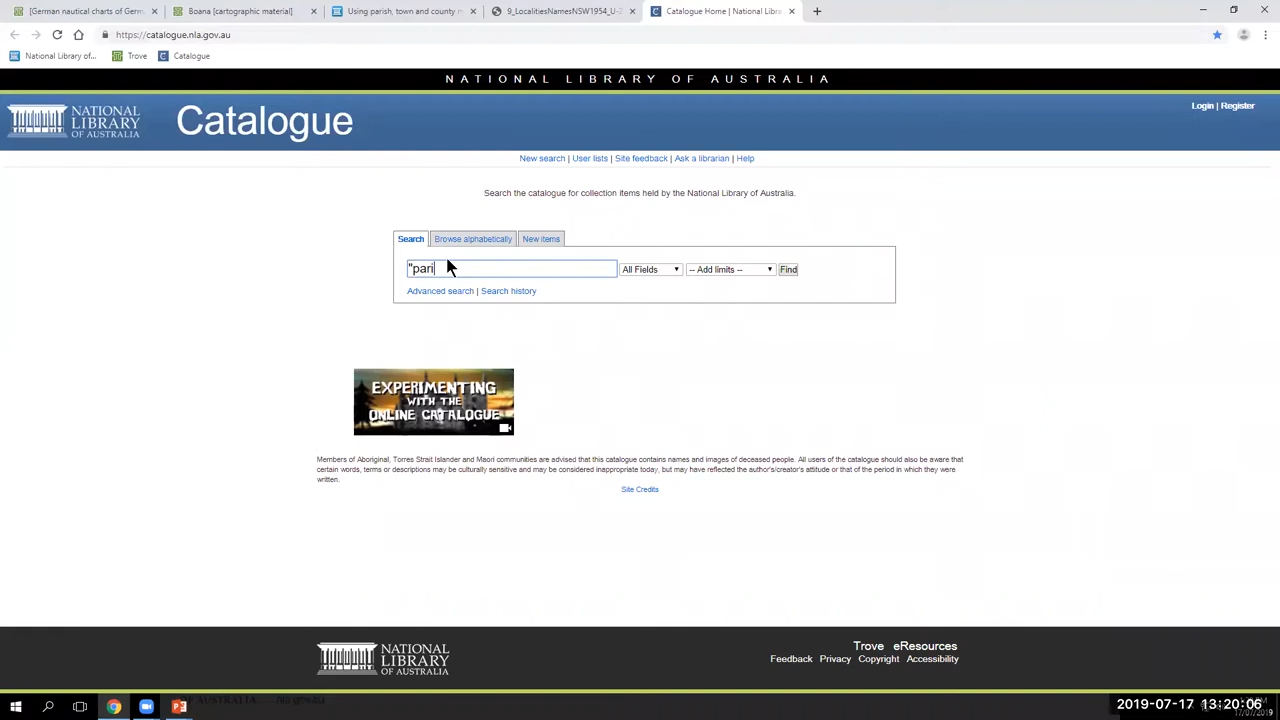 [German nautical charts of Germ
Boana [cartographic material]
Using parish, town and county m
9_LocalitiesNamesNSW1954_U-Z
Catalogue Home | National Libra
https://catalogue.nla.gov.au
National Library of...
Trove
Catalogue
NATIONAL LIBRARY OF AUSTRALIA
NATIONAL LIBRARY
OF AUSTRALIA
Catalogue
Login | Register
New search | User lists | Site feedback | Ask a librarian | Help
Search the catalogue for collection items held by the National Library of Australia.
Search
Browse alphabetically
New items
"pari
All Fields
-- Add limits --
Find
Advanced search | Search history
EXPERIMENTING
WITH THE
ONLINE CATALOGUE
Members of Aboriginal, Torres Strait Islander and Maori communities are advised that this catalogue contains names and images of deceased people. All users of the catalogue should also be aware that
certain words, terms or descriptions may be culturally sensitive and may be considered inappropriate today, but may have reflected the author's/creator's attitude or that of the period in which they were
written.
Site Credits
NATIONAL LIBRARY
OF AUSTRALIA
Trove eResources
Feedback Privacy Copyright Accessibility
OF AUSTRALIA nla.gov.au
2019-07-17 13:20:06
17/07/2019